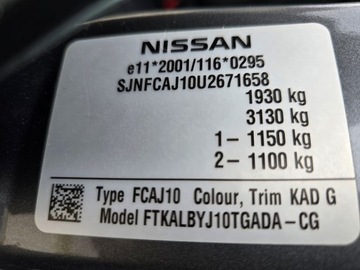 NISSAN
e11*2001/116*0295
SJNFCAJ10U2671658
1930 kg
3130 kg
1- 1150 kg
2- 1100 kg
Type FCAJ10 Colour, Trim KAD G
Model FTKALBYJ10TGADA-CG